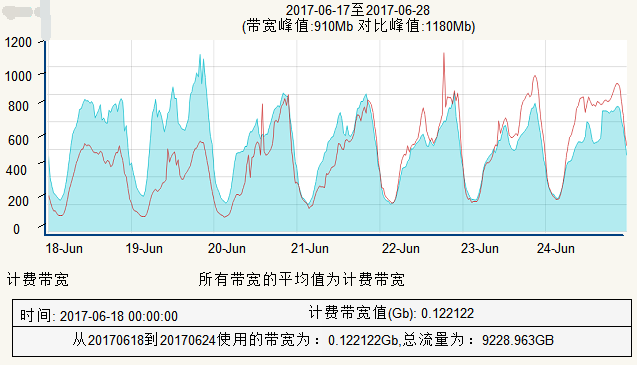 2017-06-17至2017-06-28
(带宽峰值:910Mb 对比峰值:1180Mb)
1200
1000
800
600
400
200
0
18-Jun 19-Jun 20-Jun 21-Jun 22-Jun 23-Jun 24-Jun
计费带宽 所有带宽的平均值为计费带宽
时间: 2017-06-18 00:00:00 计费带宽值(Gb): 0.122122
从20170618到20170624使用的带宽为：0.122122Gb,总流量为：9228.963GB